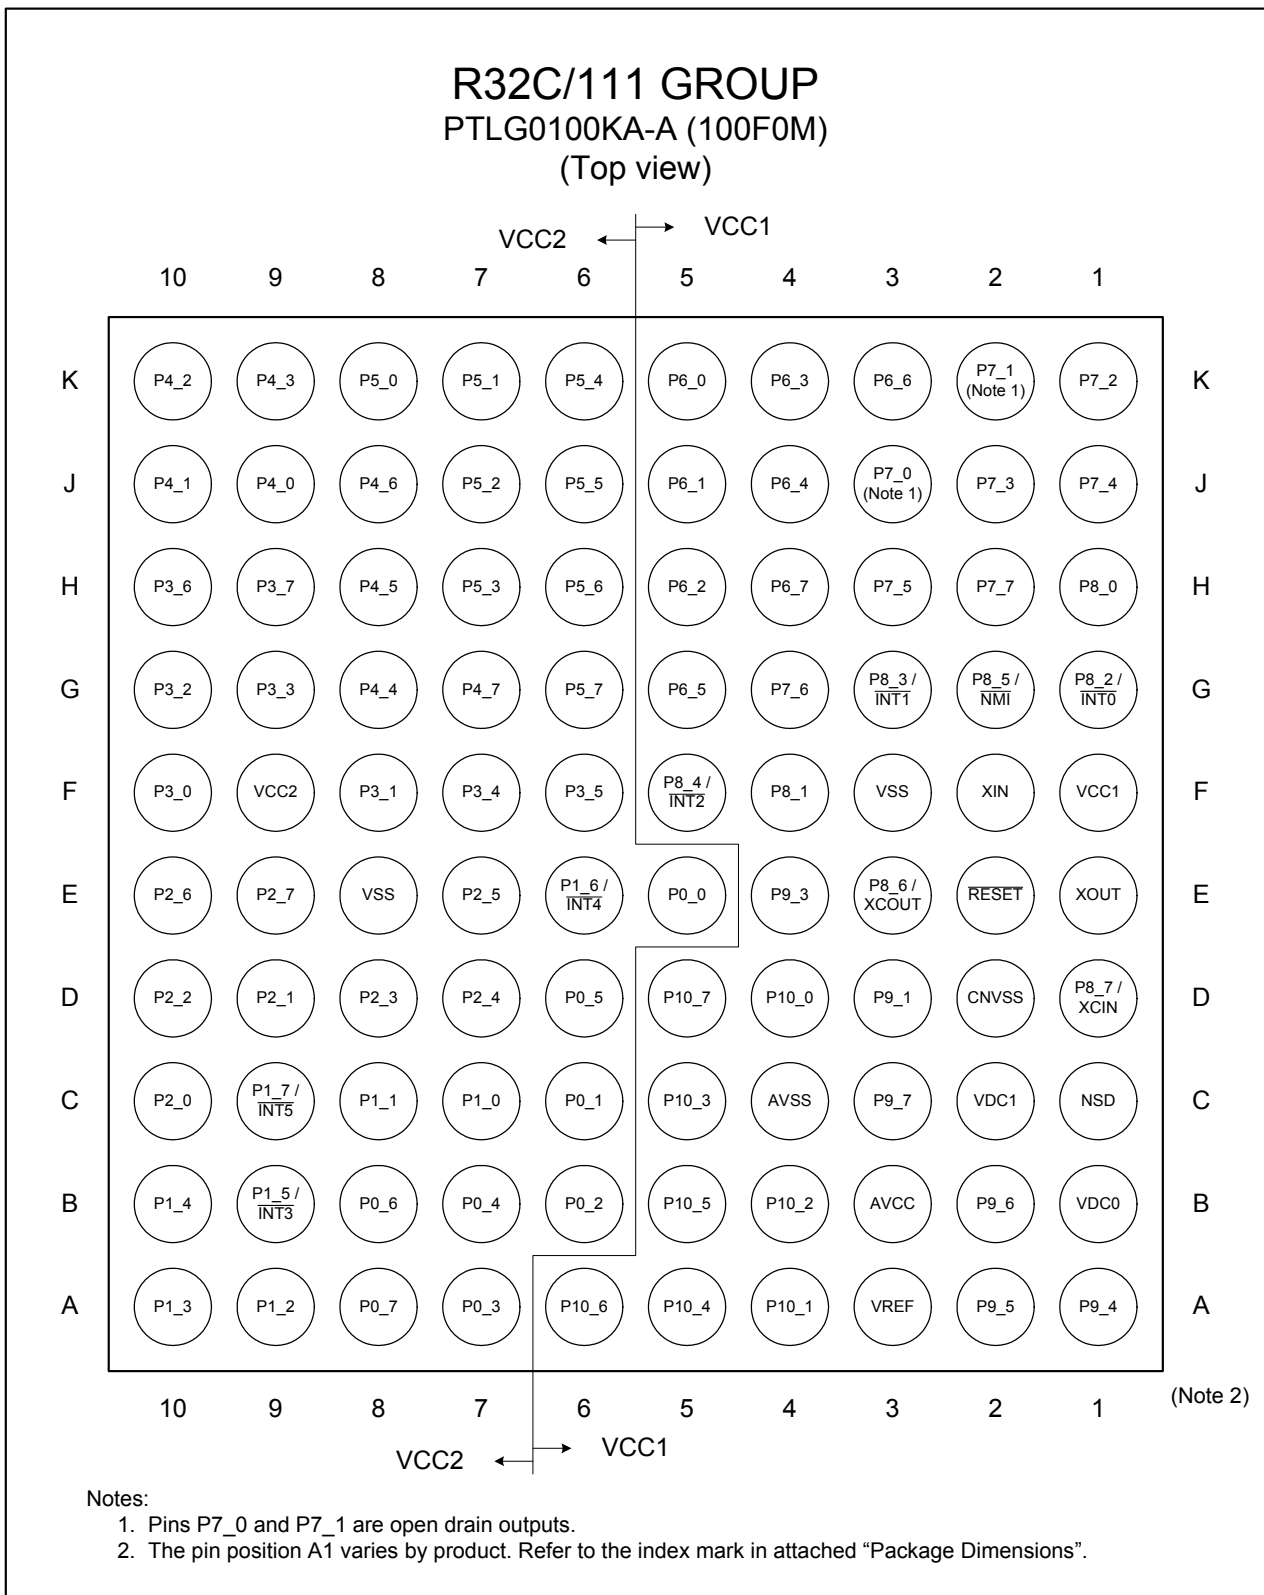 R32C/111 GROUP
PTLG0100KA-A (100F0M)
(Top view)
VCC2 VCC1
10 9 8 7 6 5 4 3 2 1
K P4_2 P4_3 P5_0 P5_1 P5_4 P6_0 P6_3 P6_6 P7_1 (Note 1) P7_2 K
J P4_1 P4_0 P4_6 P5_2 P5_5 P6_1 P6_4 P7_0 (Note 1) P7_3 P7_4 J
H P3_6 P3_7 P4_5 P5_3 P5_6 P6_2 P6_7 P7_5 P7_7 P8_0 H
G P3_2 P3_3 P4_4 P4_7 P5_7 P6_5 P7_6 P8_3 / INT1 P8_5 / NMI P8_2 / INT0 G
F P3_0 VCC2 P3_1 P3_4 P3_5 P8_4 / INT2 P8_1 VSS XIN VCC1 F
E P2_6 P2_7 VSS P2_5 P1_6 / INT4 P0_0 P9_3 P8_6 / XCOUT RESET XOUT E
D P2_2 P2_1 P2_3 P2_4 P0_5 P10_7 P10_0 P9_1 CNVSS P8_7 / XCIN D
C P2_0 P1_7 / INT5 P1_1 P1_0 P0_1 P10_3 AVSS P9_7 VDC1 NSD C
B P1_4 P1_5 / INT3 P0_6 P0_4 P0_2 P10_5 P10_2 AVCC P9_6 VDC0 B
A P1_3 P1_2 P0_7 P0_3 P10_6 P10_4 P10_1 VREF P9_5 P9_4 A
10 9 8 7 6 5 4 3 2 1 (Note 2)
VCC2 VCC1
Notes:
1. Pins P7_0 and P7_1 are open drain outputs.
2. The pin position A1 varies by product. Refer to the index mark in attached “Package Dimensions”.